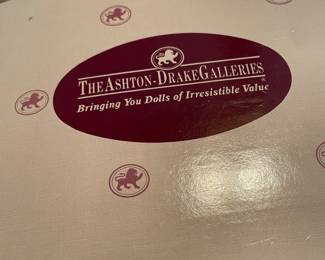 THE ASHTON-DRAKE GALLERIES®
Bringing You Dolls of Irresistible Value